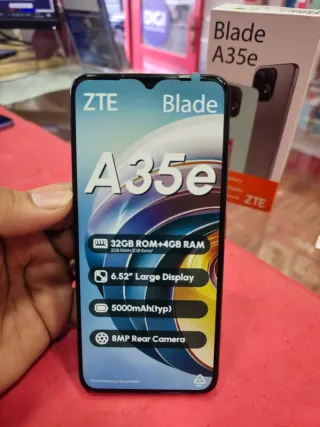 Blade
A35e
ZTE
ZTE Blade
A35e
32GB ROM+4GB RAM
6.52" Large Display
5000mAh(typ)
8MP Rear Camera